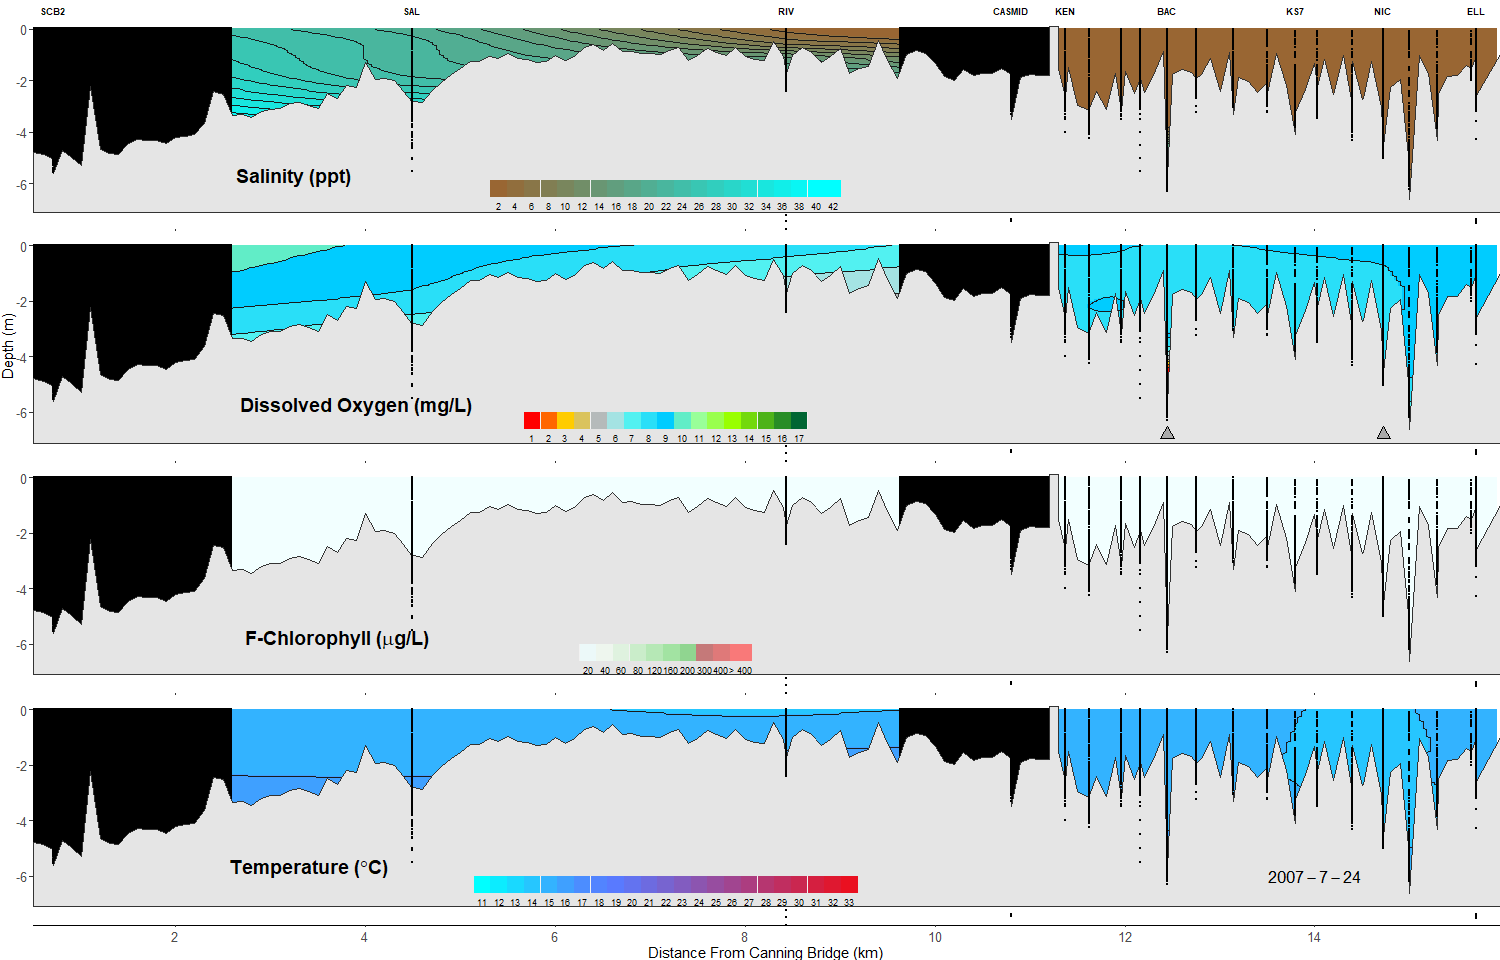 SCB2 SAL RIV CASMID KEN BAC KS7 NIC ELL
0
-2
-4
-6
Salinity (ppt)
2 4 6 8 10 12 14 16 18 20 22 24 26 28 30 32 34 36 38 40 42
0
-2
-4
-6
Depth (m)
Dissolved Oxygen (mg/L)
1 2 3 4 5 6 7 8 9 10 11 12 13 14 15 16 17
0
-2
-4
-6
F-Chlorophyll (μg/L)
20 40 60 80 120 160 200 300 400 > 400
0
-2
-4
-6
Temperature (°C)
2007 – 7 – 24
11 12 13 14 15 16 17 18 19 20 21 22 23 24 25 26 27 28 29 30 31 32 33
2 4 6 8 10 12 14
Distance From Canning Bridge (km)